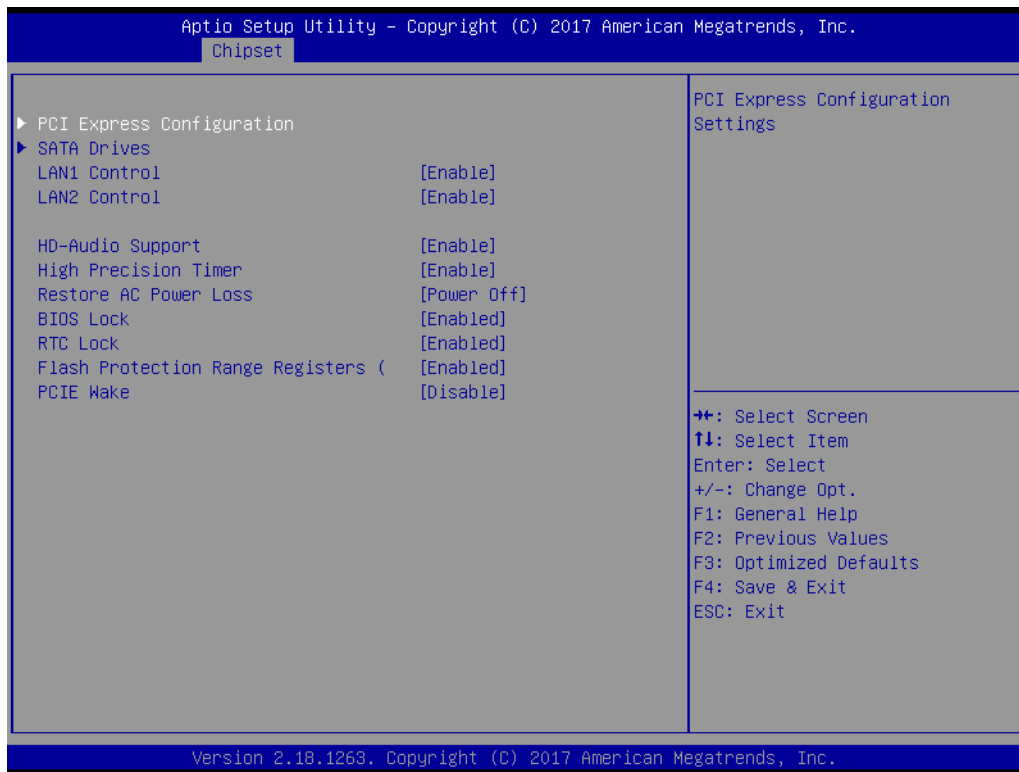 Aptio Setup Utility – Copyright (C) 2017 American Megatrends, Inc.
Chipset
PCI Express Configuration
SATA Drives
LAN1 Control [Enable]
LAN2 Control [Enable]
HD-Audio Support [Enable]
High Precision Timer [Enable]
Restore AC Power Loss [Power Off]
BIOS Lock [Enabled]
RTC Lock [Enabled]
Flash Protection Range Registers ( [Enabled]
PCIE Wake [Disable]
PCI Express Configuration
Settings
→←: Select Screen
↑↓: Select Item
Enter: Select
+/-: Change Opt.
F1: General Help
F2: Previous Values
F3: Optimized Defaults
F4: Save & Exit
ESC: Exit
Version 2.18.1263. Copyright (C) 2017 American Megatrends, Inc.